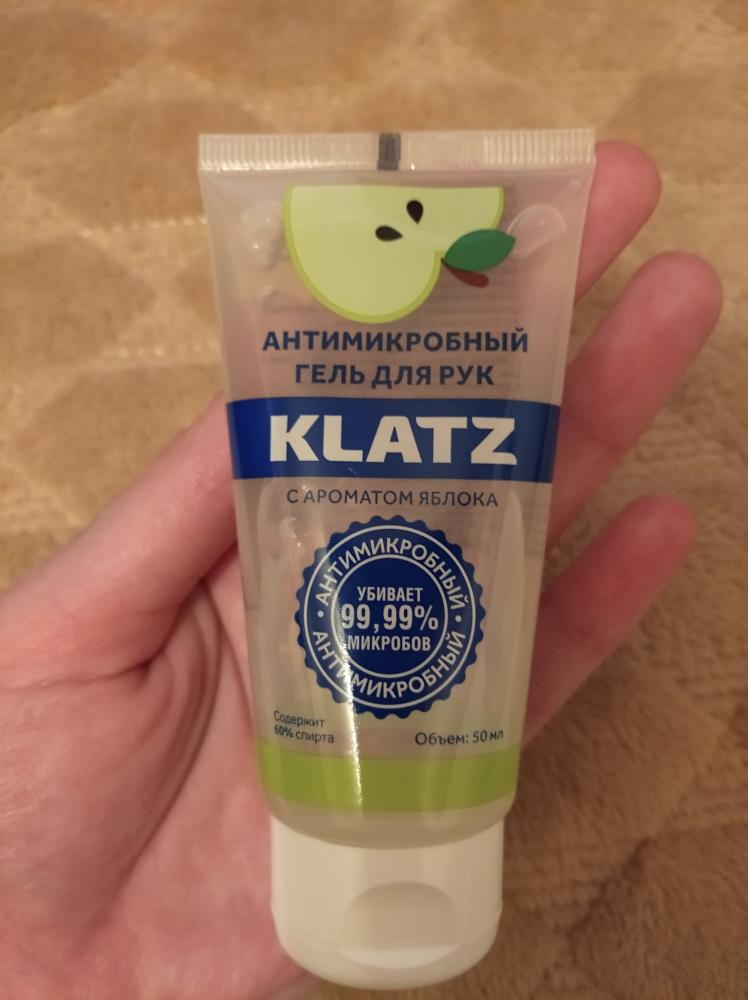 АНТИМИКРОБНЫЙ
ГЕЛЬ ДЛЯ РУК
KLATZ
С АРОМАТОМ ЯБЛОКА
АНТИМИКРОБНЫЙ
УБИВАЕТ
99,99%
МИКРОБОВ
АНТИМИКРОБНЫЙ
Содержит
60% спирта
Объем: 50 мл